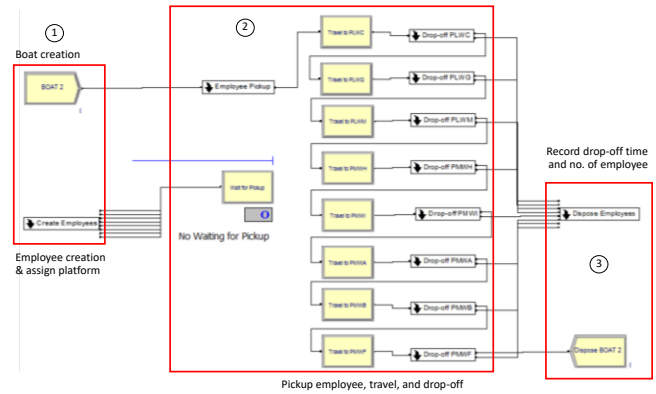 1
Boat creation
BOAT 2
Create Employees
Employee creation
& assign platform
2
Employee Pickup
Wait for Pickup
0
No Waiting for Pickup
Travel to PLWC
Drop-off PLWC
Travel to PLWG
Drop-off PLWG
Travel to PLWM
Drop-off PLWM
Travel to PMWH
Drop-off PMWH
Travel to PMWI
Drop-off PMWI
Travel to PMWA
Drop-off PMWA
Travel to PMWB
Drop-off PMWB
Travel to PMWF
Drop-off PMWF
Pickup employee, travel, and drop-off
Record drop-off time
and no. of employee
Dispose Employees
3
Dispose BOAT 2